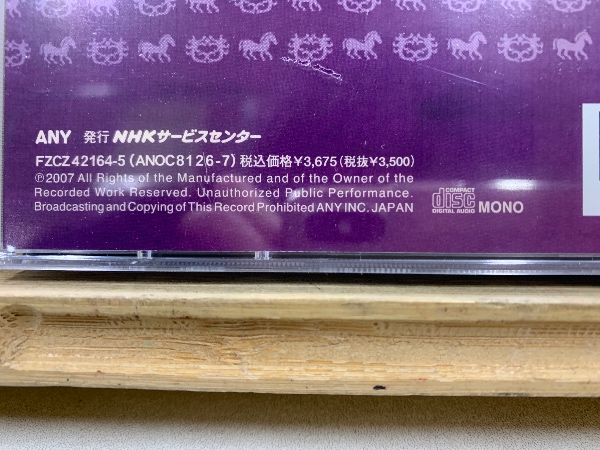 ANY 発行 NHKサービスセンター
FZCZ 42164-5 (ANOC8126-7) 税込価格¥3,675(税抜¥3,500)
℗2007 All Rights of the Manufactured and of the Owner of the
Recorded Work Reserved. Unauthorized Public Performance.
Broadcasting and Copying of This Record Prohibited ANY INC. JAPAN
COMPACT
disc
DIGITAL AUDIO
MONO